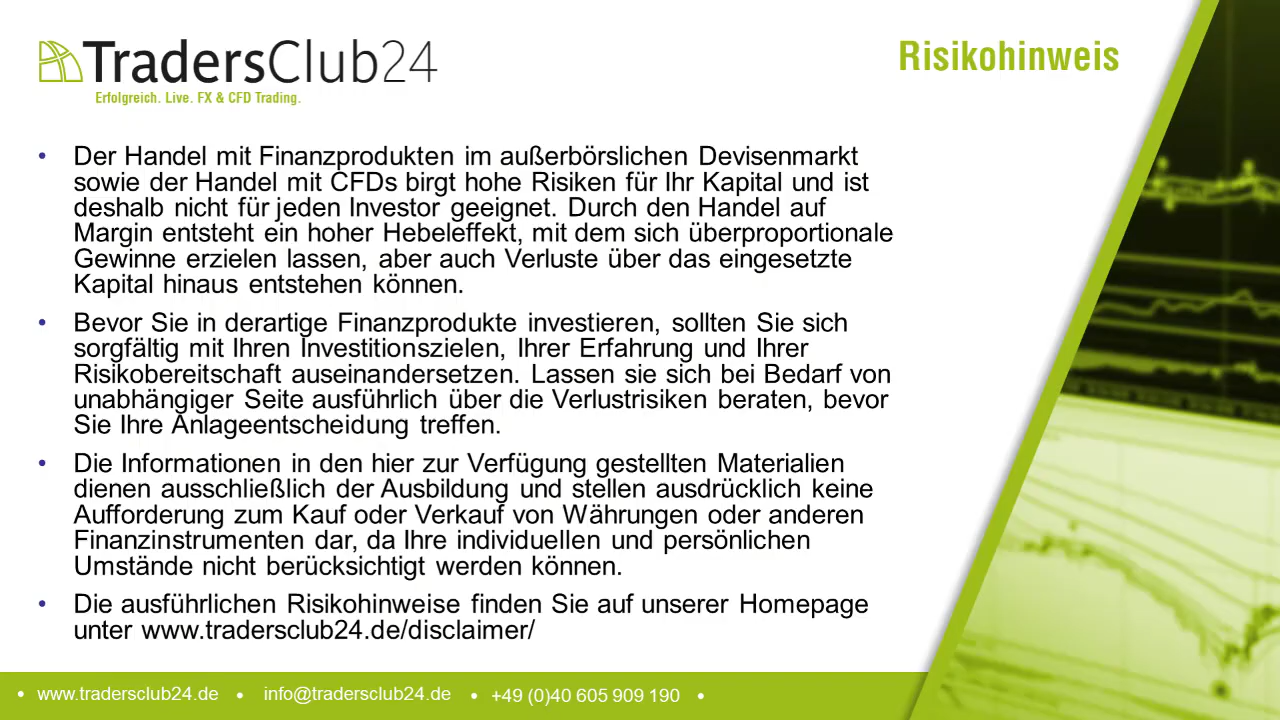 TradersClub24
Erfolgreich. Live. FX & CFD Trading.
Risikohinweis
• Der Handel mit Finanzprodukten im außerbörslichen Devisenmarkt
sowie der Handel mit CFDs birgt hohe Risiken für Ihr Kapital und ist
deshalb nicht für jeden Investor geeignet. Durch den Handel auf
Margin entsteht ein hoher Hebeleffekt, mit dem sich überproportionale
Gewinne erzielen lassen, aber auch Verluste über das eingesetzte
Kapital hinaus entstehen können.
• Bevor Sie in derartige Finanzprodukte investieren, sollten Sie sich
sorgfältig mit Ihren Investitionszielen, Ihrer Erfahrung und Ihrer
Risikobereitschaft auseinandersetzen. Lassen sie sich bei Bedarf von
unabhängiger Seite ausführlich über die Verlustrisiken beraten, bevor
Sie Ihre Anlageentscheidung treffen.
• Die Informationen in den hier zur Verfügung gestellten Materialien
dienen ausschließlich der Ausbildung und stellen ausdrücklich keine
Aufforderung zum Kauf oder Verkauf von Währungen oder anderen
Finanzinstrumenten dar, da Ihre individuellen und persönlichen
Umstände nicht berücksichtigt werden können.
• Die ausführlichen Risikohinweise finden Sie auf unserer Homepage
unter www.tradersclub24.de/disclaimer/
• www.tradersclub24.de • info@tradersclub24.de • +49 (0)40 605 909 190 •